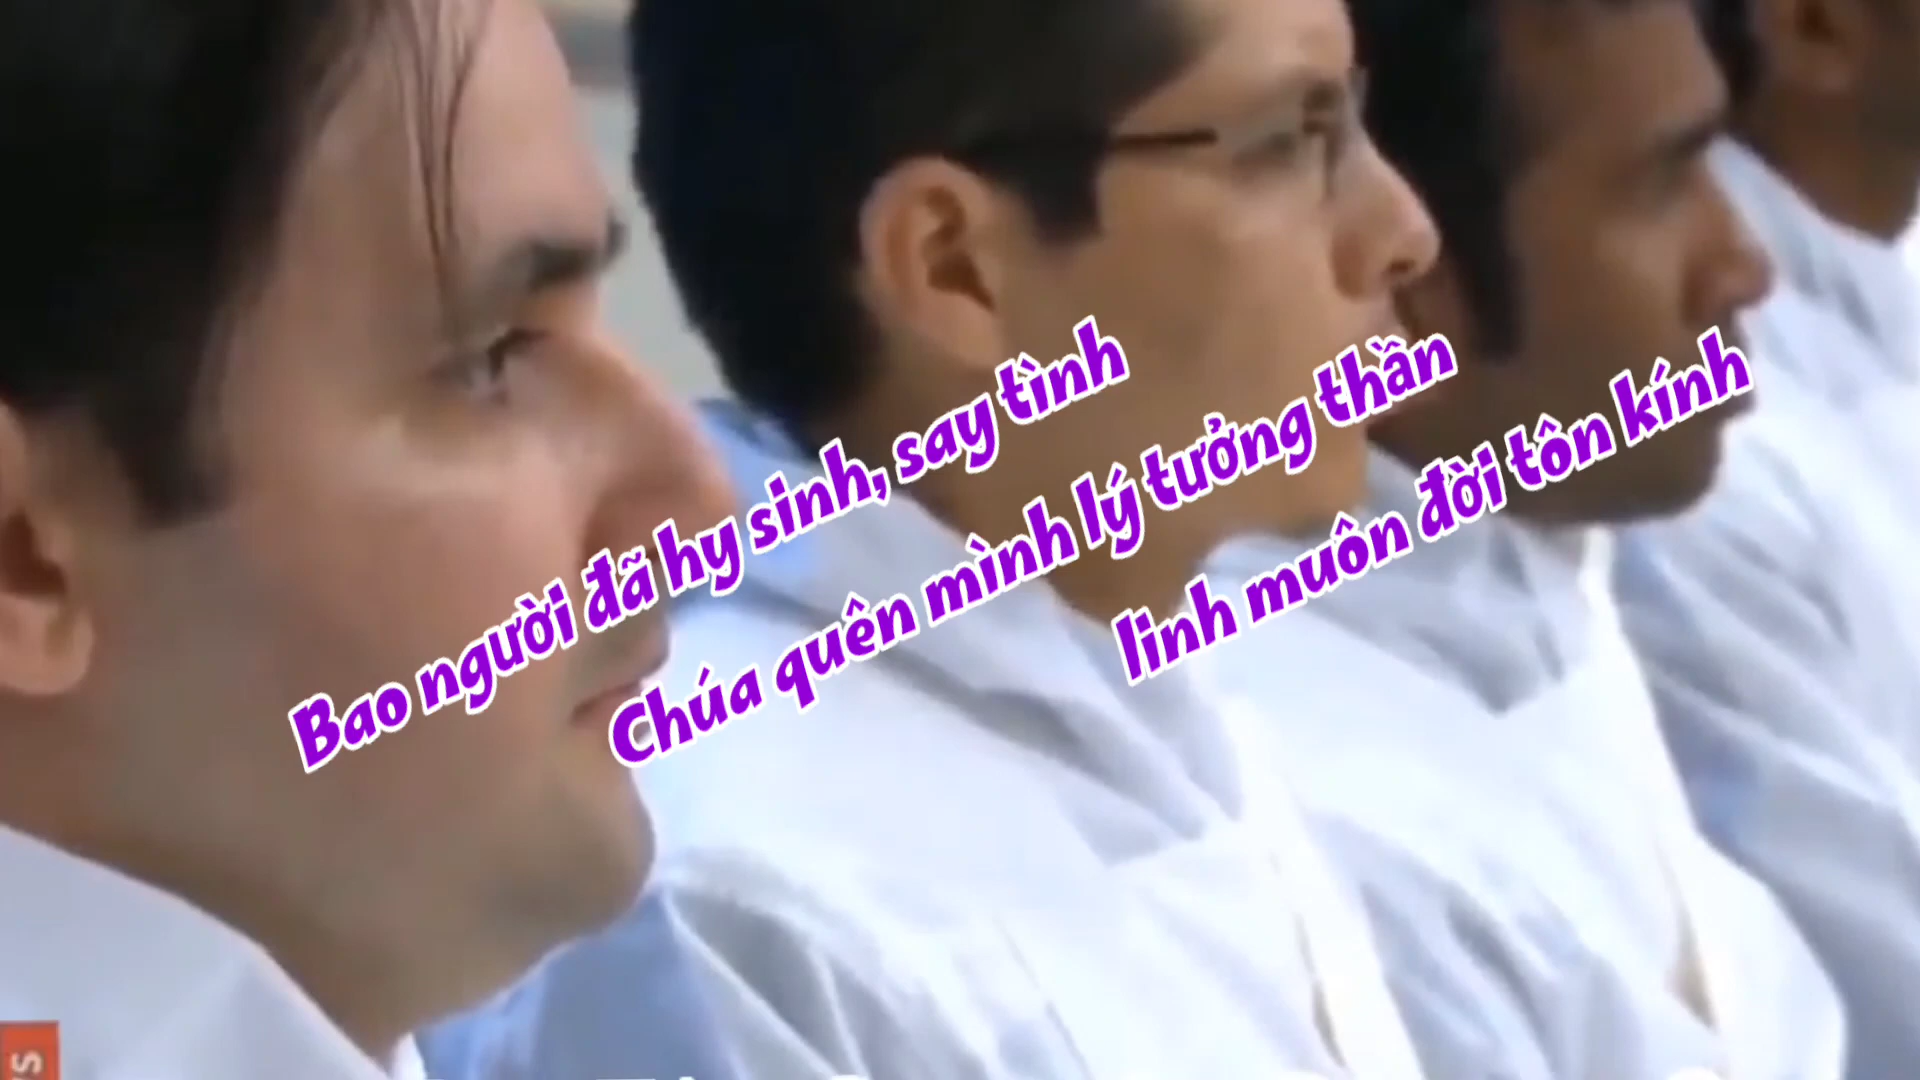 Bao người đã hy sinh, say tình
Chúa quên mình lý tưởng thần
linh muôn đời tôn kính